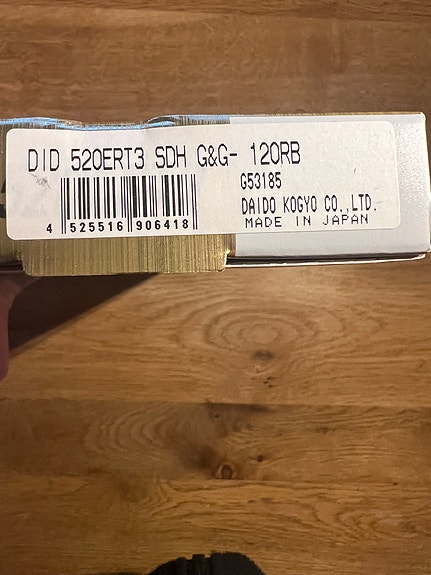 DID 520ERT3 SDH G&G- 120RB
G53185
4 525516 906418
DAIDO KOGYO CO.,LTD.
MADE IN JAPAN